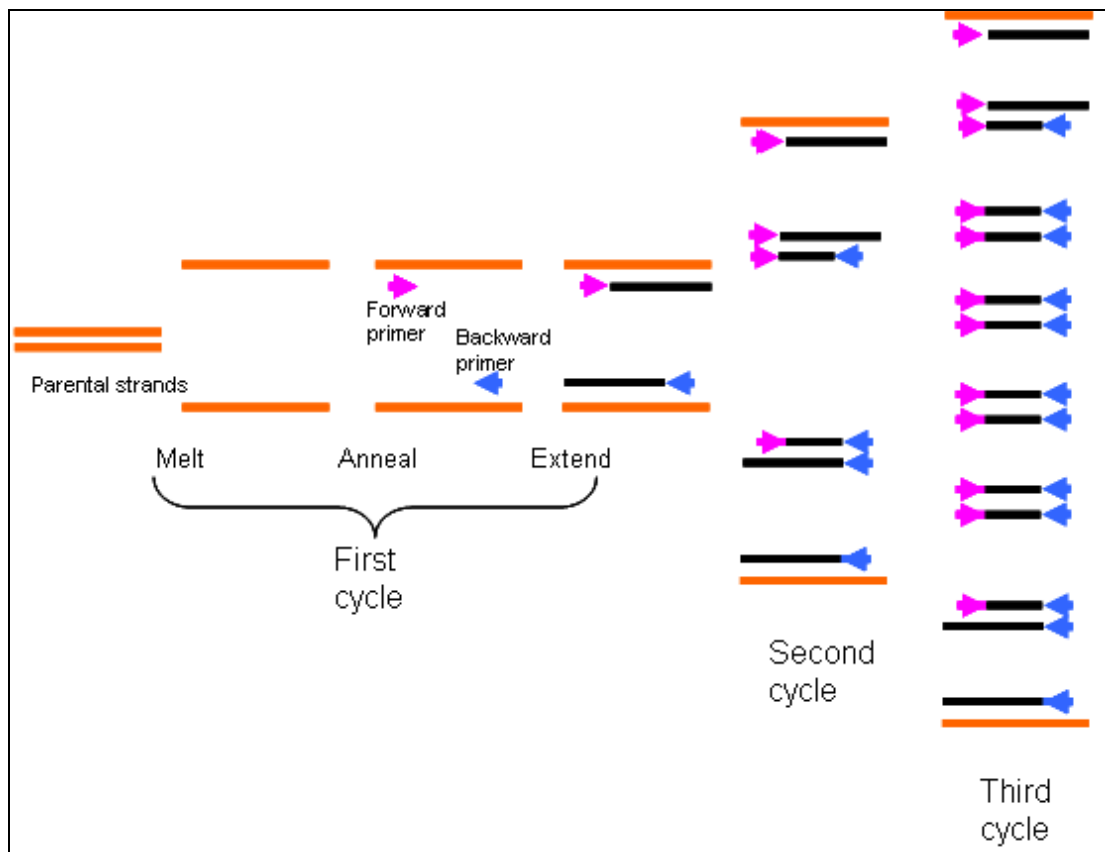 Forward
primer
Backward
primer
Parental strands
Melt
Anneal
Extend
First
cycle
Second
cycle
Third
cycle